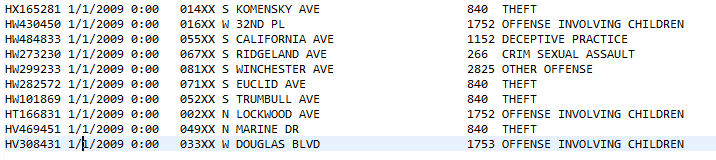 HX165281 1/1/2009 0:00 014XX S KOMENSKY AVE 840 THEFT
HW430450 1/1/2009 0:00 016XX W 32ND PL 1752 OFFENSE INVOLVING CHILDREN
HW484833 1/1/2009 0:00 055XX S CALIFORNIA AVE 1152 DECEPTIVE PRACTICE
HW273230 1/1/2009 0:00 067XX S RIDGELAND AVE 266 CRIM SEXUAL ASSAULT
HW299233 1/1/2009 0:00 081XX S WINCHESTER AVE 2825 OTHER OFFENSE
HW282572 1/1/2009 0:00 071XX S EUCLID AVE 840 THEFT
HW101869 1/1/2009 0:00 052XX S TRUMBULL AVE 840 THEFT
HT166831 1/1/2009 0:00 002XX N LOCKWOOD AVE 1752 OFFENSE INVOLVING CHILDREN
HV469451 1/1/2009 0:00 049XX N MARINE DR 840 THEFT
HV308431 1/1/2009 0:00 033XX W DOUGLAS BLVD 1753 OFFENSE INVOLVING CHILDREN